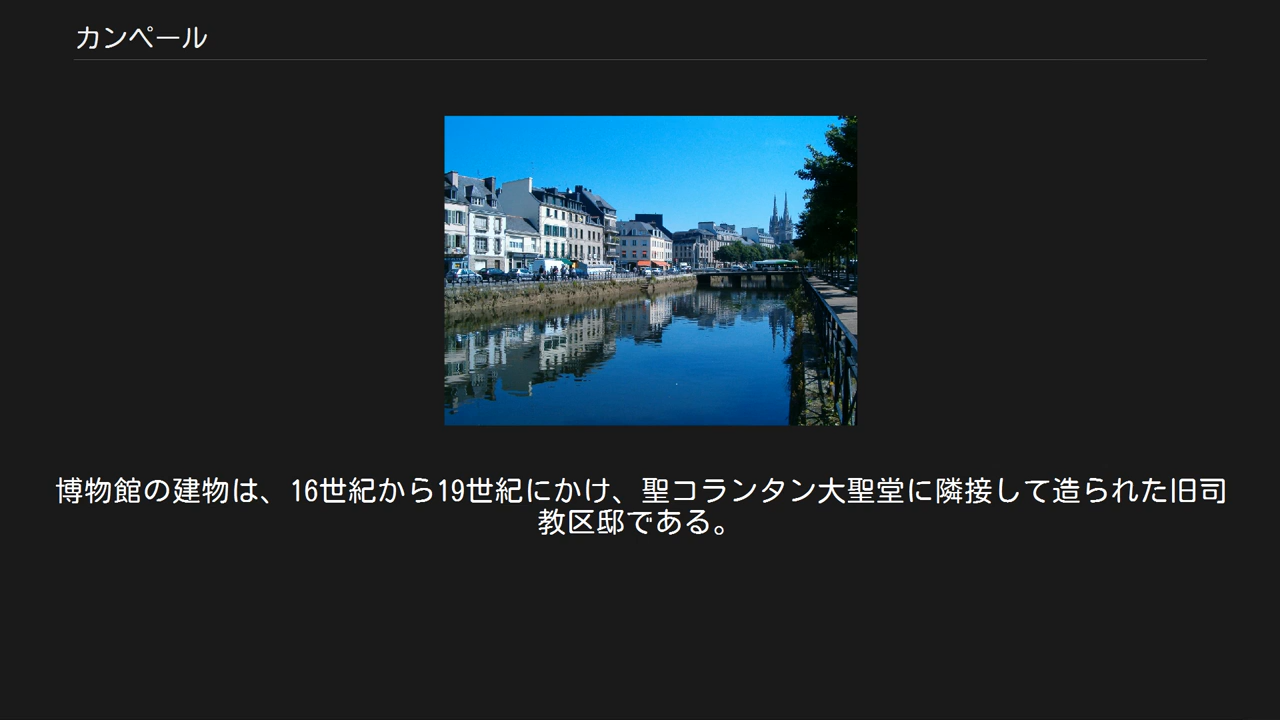 カンペール
博物館の建物は、16世紀から19世紀にかけ、聖コランタン大聖堂に隣接して造られた旧司
教区邸である。